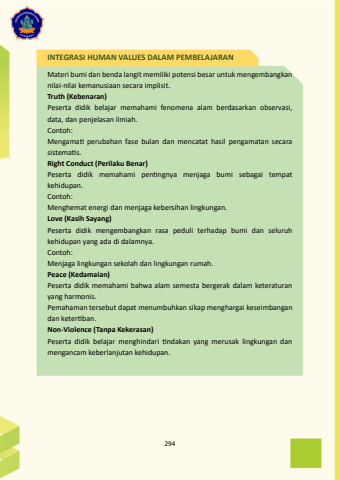 INTEGRASI HUMAN VALUES DALAM PEMBELAJARAN
Materi bumi dan benda langit memiliki potensi besar untuk mengembangkan
nilai-nilai kemanusiaan secara implisit.
Truth (Kebenaran)
Peserta didik belajar memahami fenomena alam berdasarkan observasi,
data, dan penjelasan ilmiah.
Contoh:
Mengamati perubahan fase bulan dan mencatat hasil pengamatan secara
sistematis.
Right Conduct (Perilaku Benar)
Peserta didik memahami pentingnya menjaga bumi sebagai tempat
kehidupan.
Contoh:
Menghemat energi dan menjaga kebersihan lingkungan.
Love (Kasih Sayang)
Peserta didik mengembangkan rasa peduli terhadap bumi dan seluruh
kehidupan yang ada di dalamnya.
Contoh:
Menjaga lingkungan sekolah dan lingkungan rumah.
Peace (Kedamaian)
Peserta didik memahami bahwa alam semesta bergerak dalam keteraturan
yang harmonis.
Pemahaman tersebut dapat menumbuhkan sikap menghargai keseimbangan
dan ketertiban.
Non-Violence (Tanpa Kekerasan)
Peserta didik belajar menghindari tindakan yang merusak lingkungan dan
mengancam keberlanjutan kehidupan.
294